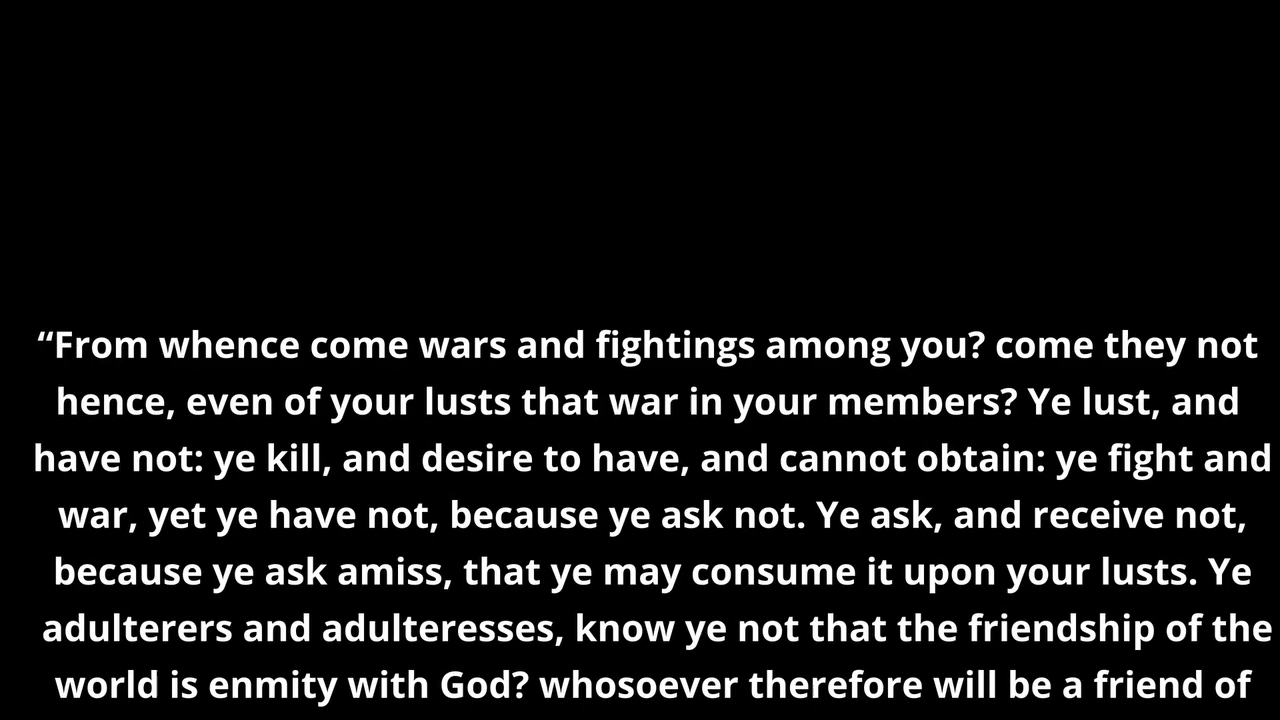 “From whence come wars and fightings among you? come they not
hence, even of your lusts that war in your members? Ye lust, and
have not: ye kill, and desire to have, and cannot obtain: ye fight and
war, yet ye have not, because ye ask not. Ye ask, and receive not,
because ye ask amiss, that ye may consume it upon your lusts. Ye
adulterers and adulteresses, know ye not that the friendship of the
world is enmity with God? whosoever therefore will be a friend of